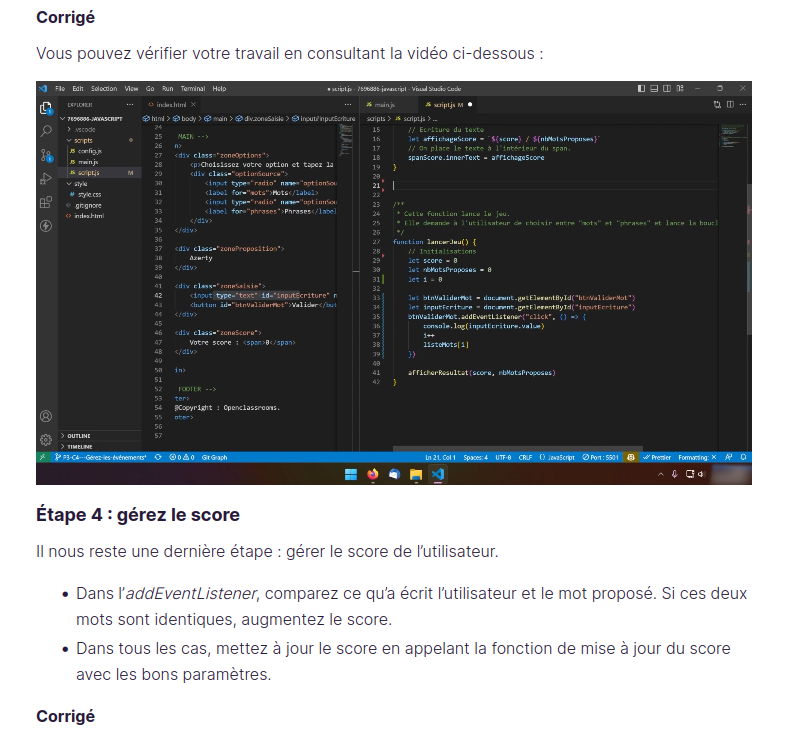 Corrigé
Vous pouvez vérifier votre travail en consultant la vidéo ci-dessous :
File Edit Selection View Go Run Terminal Help
● script.js - 7696886-javascript - Visual Studio Code
EXPLORER ···
7696886-JAVASCRIPT
.vscode
scripts
JS config.js
JS main.js
JS script.js M
style
# style.css
.gitignore
<> index.html
OUTLINE
TIMELINE
<> index.html ×
html > body > main > div.zoneSaisie > input#inputEcriture
24
25 MAIN -->
26 n>
27 <div class="zoneOptions">
28 <p>Choisissez votre option et tapez la
29 <div class="optionSource">
30 <input type="radio" name="optionSou
31 <label for="mots">Mots</label>
32 <input type="radio" name="optionSou
33 <label for="phrases">Phrases</label
34 </div>
35 </div>
36
37 <div class="zoneProposition">
38 Azerty
39 </div>
40
41 <div class="zoneSaisie">
42 <input type="text" id="inputEcriture" n
43 <button id="btnValiderMot">Valider</but
44 </div>
45
46 <div class="zoneScore">
47 Votre score : <span>0</span>
48 </div>
49
50 in>
51
52 FOOTER -->
53 ter>
54 @Copyright : Openclassrooms.
55 oter>
56
57
JS main.js JS script.js M ●
scripts > JS script.js > ...
15 // Ecriture du texte
16 let affichageScore = `${score} / ${nbMotsProposes}`
17 // On place le texte à l'intérieur du span.
18 spanScore.innerText = affichageScore
19 }
20
21
22
23 /**
24 * Cette fonction lance le jeu.
25 * Elle demande à l'utilisateur de choisir entre "mots" et "phrases" et lance la boucl
26 */
27 function lancerJeu() {
28 // Initialisations
29 let score = 0
30 let nbMotsProposes = 0
31 let i = 0
32
33 let btnValiderMot = document.getElementById("btnValiderMot")
34 let inputEcriture = document.getElementById("inputEcriture")
35 btnValiderMot.addEventListener("click", () => {
36 console.log(inputEcriture.value)
37 i++
38 listeMots[i]
39 })
40
41 afficherResultat(score, nbMotsProposes)
42 }
P3-C4---Gérez-les-événements* 0 0 Git Graph
Ln 21, Col 1 Spaces: 4 UTF-8 CRLF {} JavaScript Port : 5501 Prettier Formatting: ×
Étape 4 : gérez le score
Il nous reste une dernière étape : gérer le score de l'utilisateur.
• Dans l'addEventListener, comparez ce qu'a écrit l'utilisateur et le mot proposé. Si ces deux
mots sont identiques, augmentez le score.
• Dans tous les cas, mettez à jour le score en appelant la fonction de mise à jour du score
avec les bons paramètres.
Corrigé